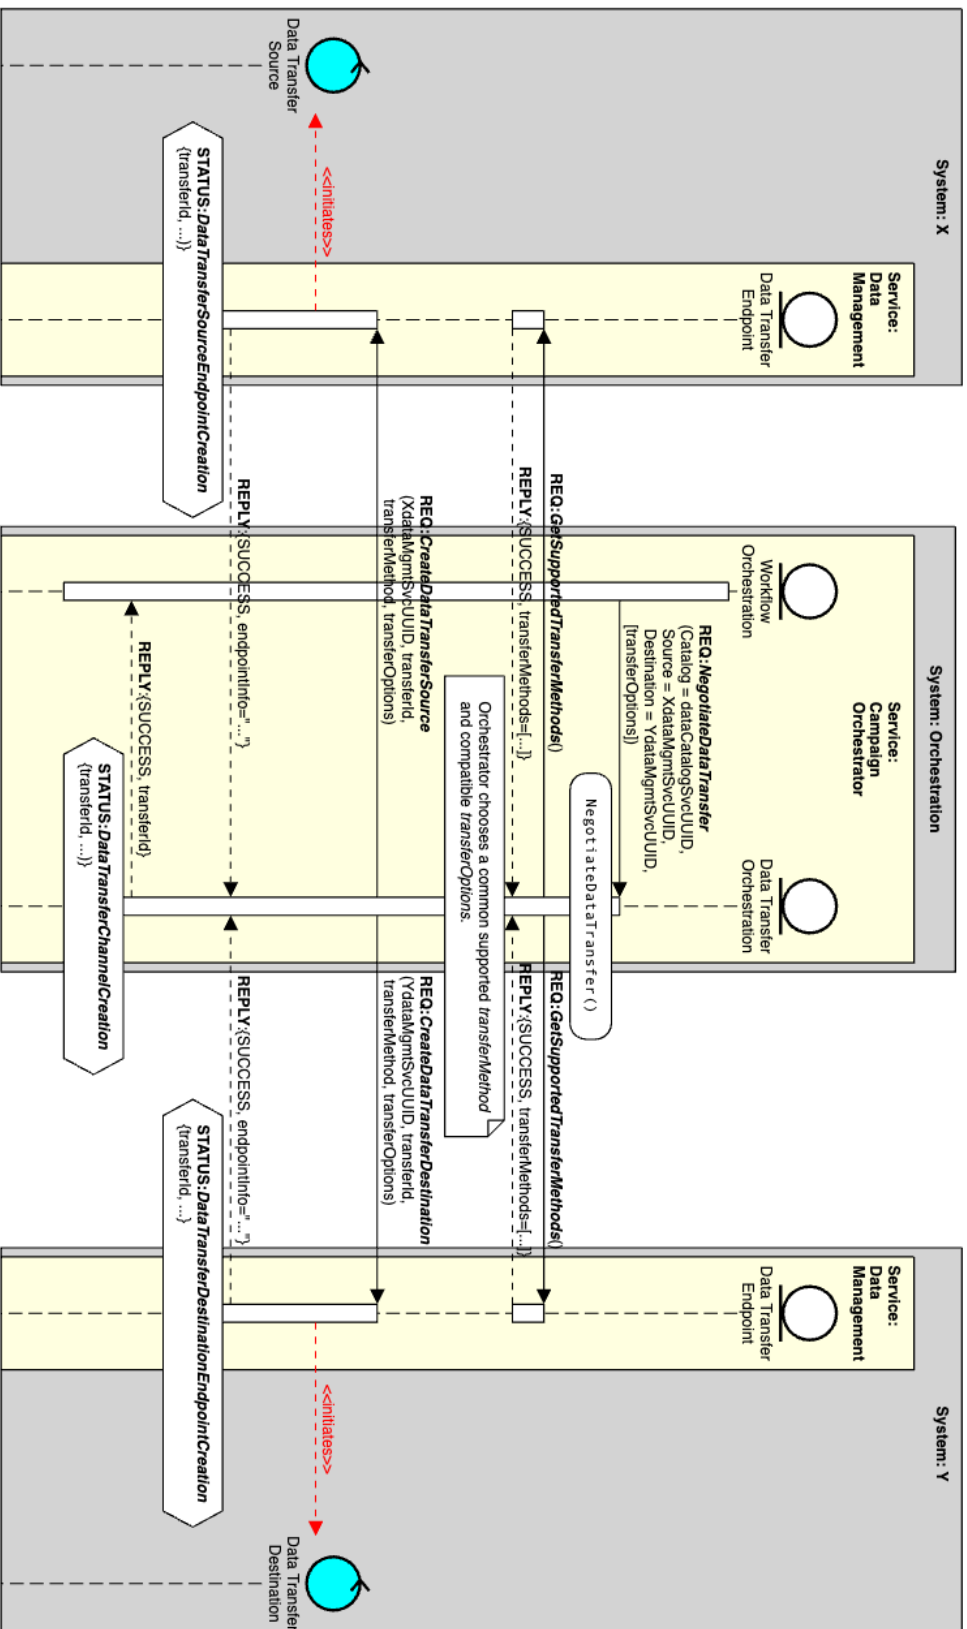 System: X
System: Orchestration
System: Y
Service:
Data
Management
Service:
Campaign
Orchestrator
Service:
Data
Management
Data Transfer
Endpoint
Workflow
Orchestration
Data Transfer
Orchestration
Data Transfer
Endpoint
REQ:NegotiateDataTransfer
(Catalog = dataCatalogSvcUUID,
Source = XdataMgmtSvcUUID,
Destination = YdataMgmtSvcUUID,
[transferOptions])
NegotiateDataTransfer()
REQ:GetSupportedTransferMethods()
REQ:GetSupportedTransferMethods()
REPLY:{SUCCESS, transferMethods=[...]}
REPLY:{SUCCESS, transferMethods=[...]}
Orchestrator chooses a common supported transferMethod
and compatible transferOptions.
REQ:CreateDataTransferSource
(XdataMgmtSvcUUID, transferId,
transferMethod, transferOptions)
REQ:CreateDataTransferDestination
(YdataMgmtSvcUUID, transferId,
transferMethod, transferOptions)
<<initiates>>
<<initiates>>
Data Transfer
Source
Data Transfer
Destination
REPLY:{SUCCESS, endpointInfo="..."}
REPLY:{SUCCESS, endpointInfo="..."}
STATUS:DataTransferSourceEndpointCreation
{transferId, ...)}
STATUS:DataTransferDestinationEndpointCreation
{transferId, ...}
REPLY:{SUCCESS, transferId}
STATUS:DataTransferChannelCreation
{transferId, ...)}